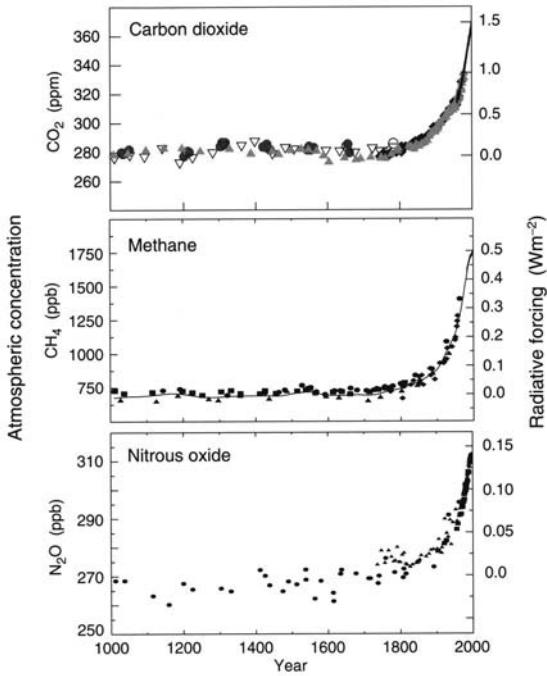 Carbon dioxide
360
340
320
300
280
260
CO₂ (ppm)
1.5
1.0
0.5
0.0
Methane
1750
1500
1250
1000
750
CH₄ (ppb)
0.5
0.4
0.3
0.2
0.1
0.0
Nitrous oxide
310
290
270
250
N₂O (ppb)
0.15
0.10
0.05
0.0
Atmospheric concentration
Radiative forcing (Wm⁻²)
1000 1200 1400 1600 1800 2000
Year